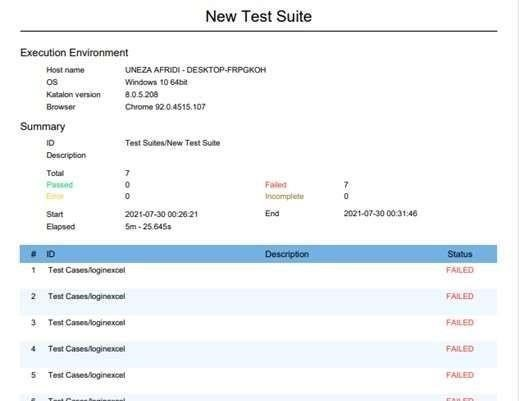 New Test Suite
Execution Environment
Host name UNEZA AFRIDI - DESKTOP-FRPGKOH
OS Windows 10 64bit
Katalon version 8.0.5.208
Browser Chrome 92.0.4515.107
Summary
ID Test Suites/New Test Suite
Description
Total 7
Passed 0 Failed 7
Error 0 Incomplete 0
Start 2021-07-30 00:26:21 End 2021-07-30 00:31:46
Elapsed 5m - 25.645s
# ID Description Status
1 Test Cases/loginexcel FAILED
2 Test Cases/loginexcel FAILED
3 Test Cases/loginexcel FAILED
4 Test Cases/loginexcel FAILED
5 Test Cases/loginexcel FAILED
6 Test Cases/loginexcel FAILED